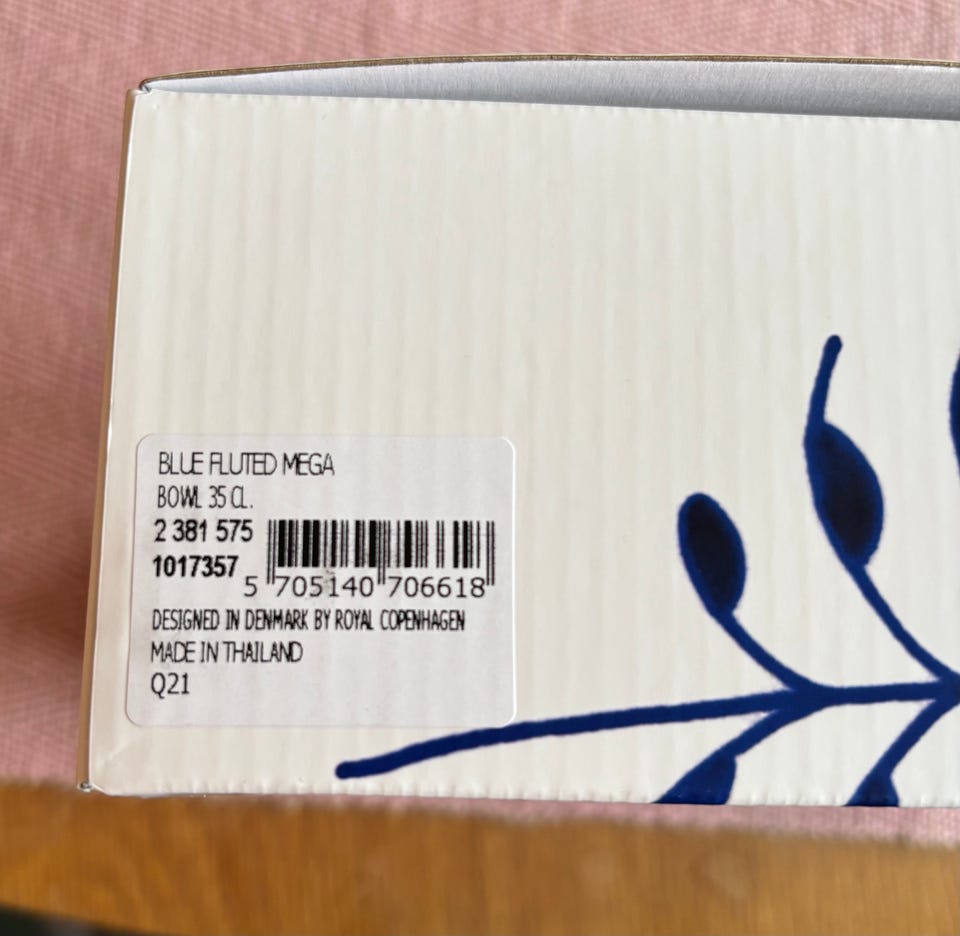 BLUE FLUTED MEGA
BOWL 35 CL.
2 381 575
1017357
5 705140 706618
DESIGNED IN DENMARK BY ROYAL COPENHAGEN
MADE IN THAILAND
Q21